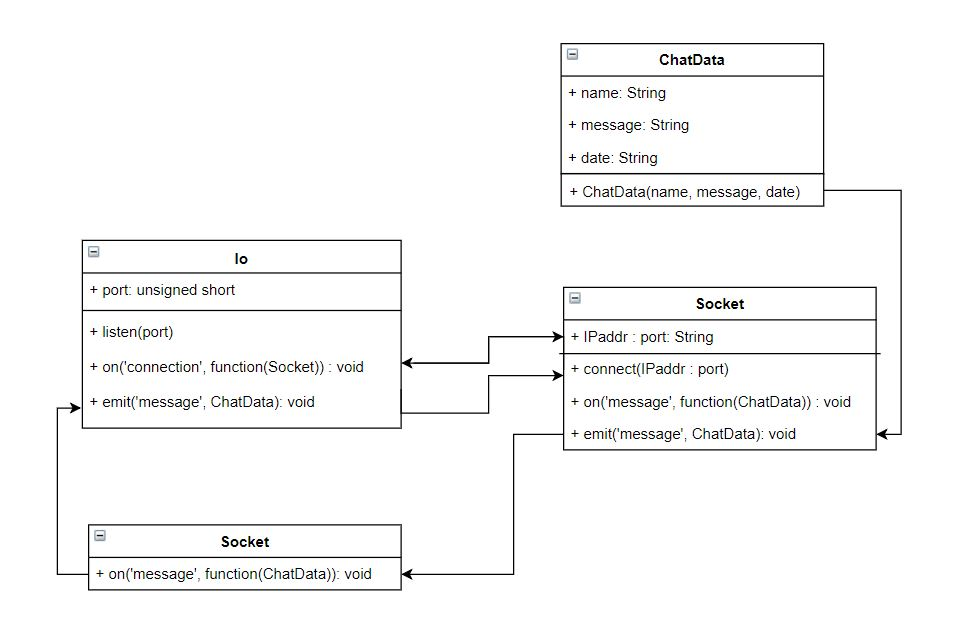 ChatData
+ name: String
+ message: String
+ date: String
+ ChatData(name, message, date)
Io
+ port: unsigned short
+ listen(port)
+ on('connection', function(Socket)) : void
+ emit('message', ChatData): void
Socket
+ IPaddr : port: String
+ connect(IPaddr : port)
+ on('message', function(ChatData)) : void
+ emit('message', ChatData): void
Socket
+ on('message', function(ChatData)): void